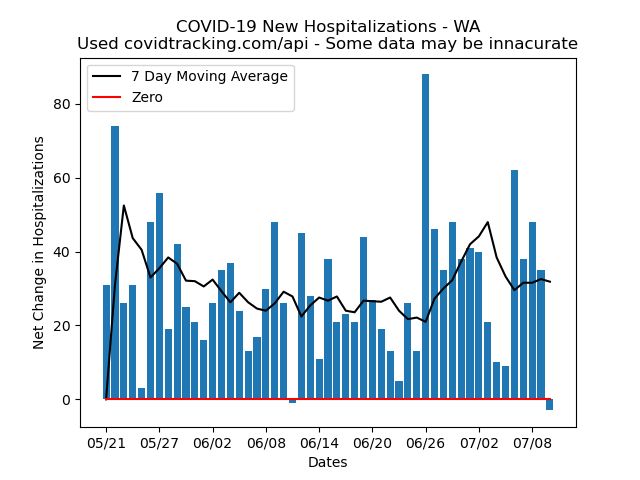 COVID-19 New Hospitalizations - WA
Used covidtracking.com/api - Some data may be innacurate
7 Day Moving Average
Zero
Net Change in Hospitalizations
80
60
40
20
0
05/21 05/27 06/02 06/08 06/14 06/20 06/26 07/02 07/08
Dates